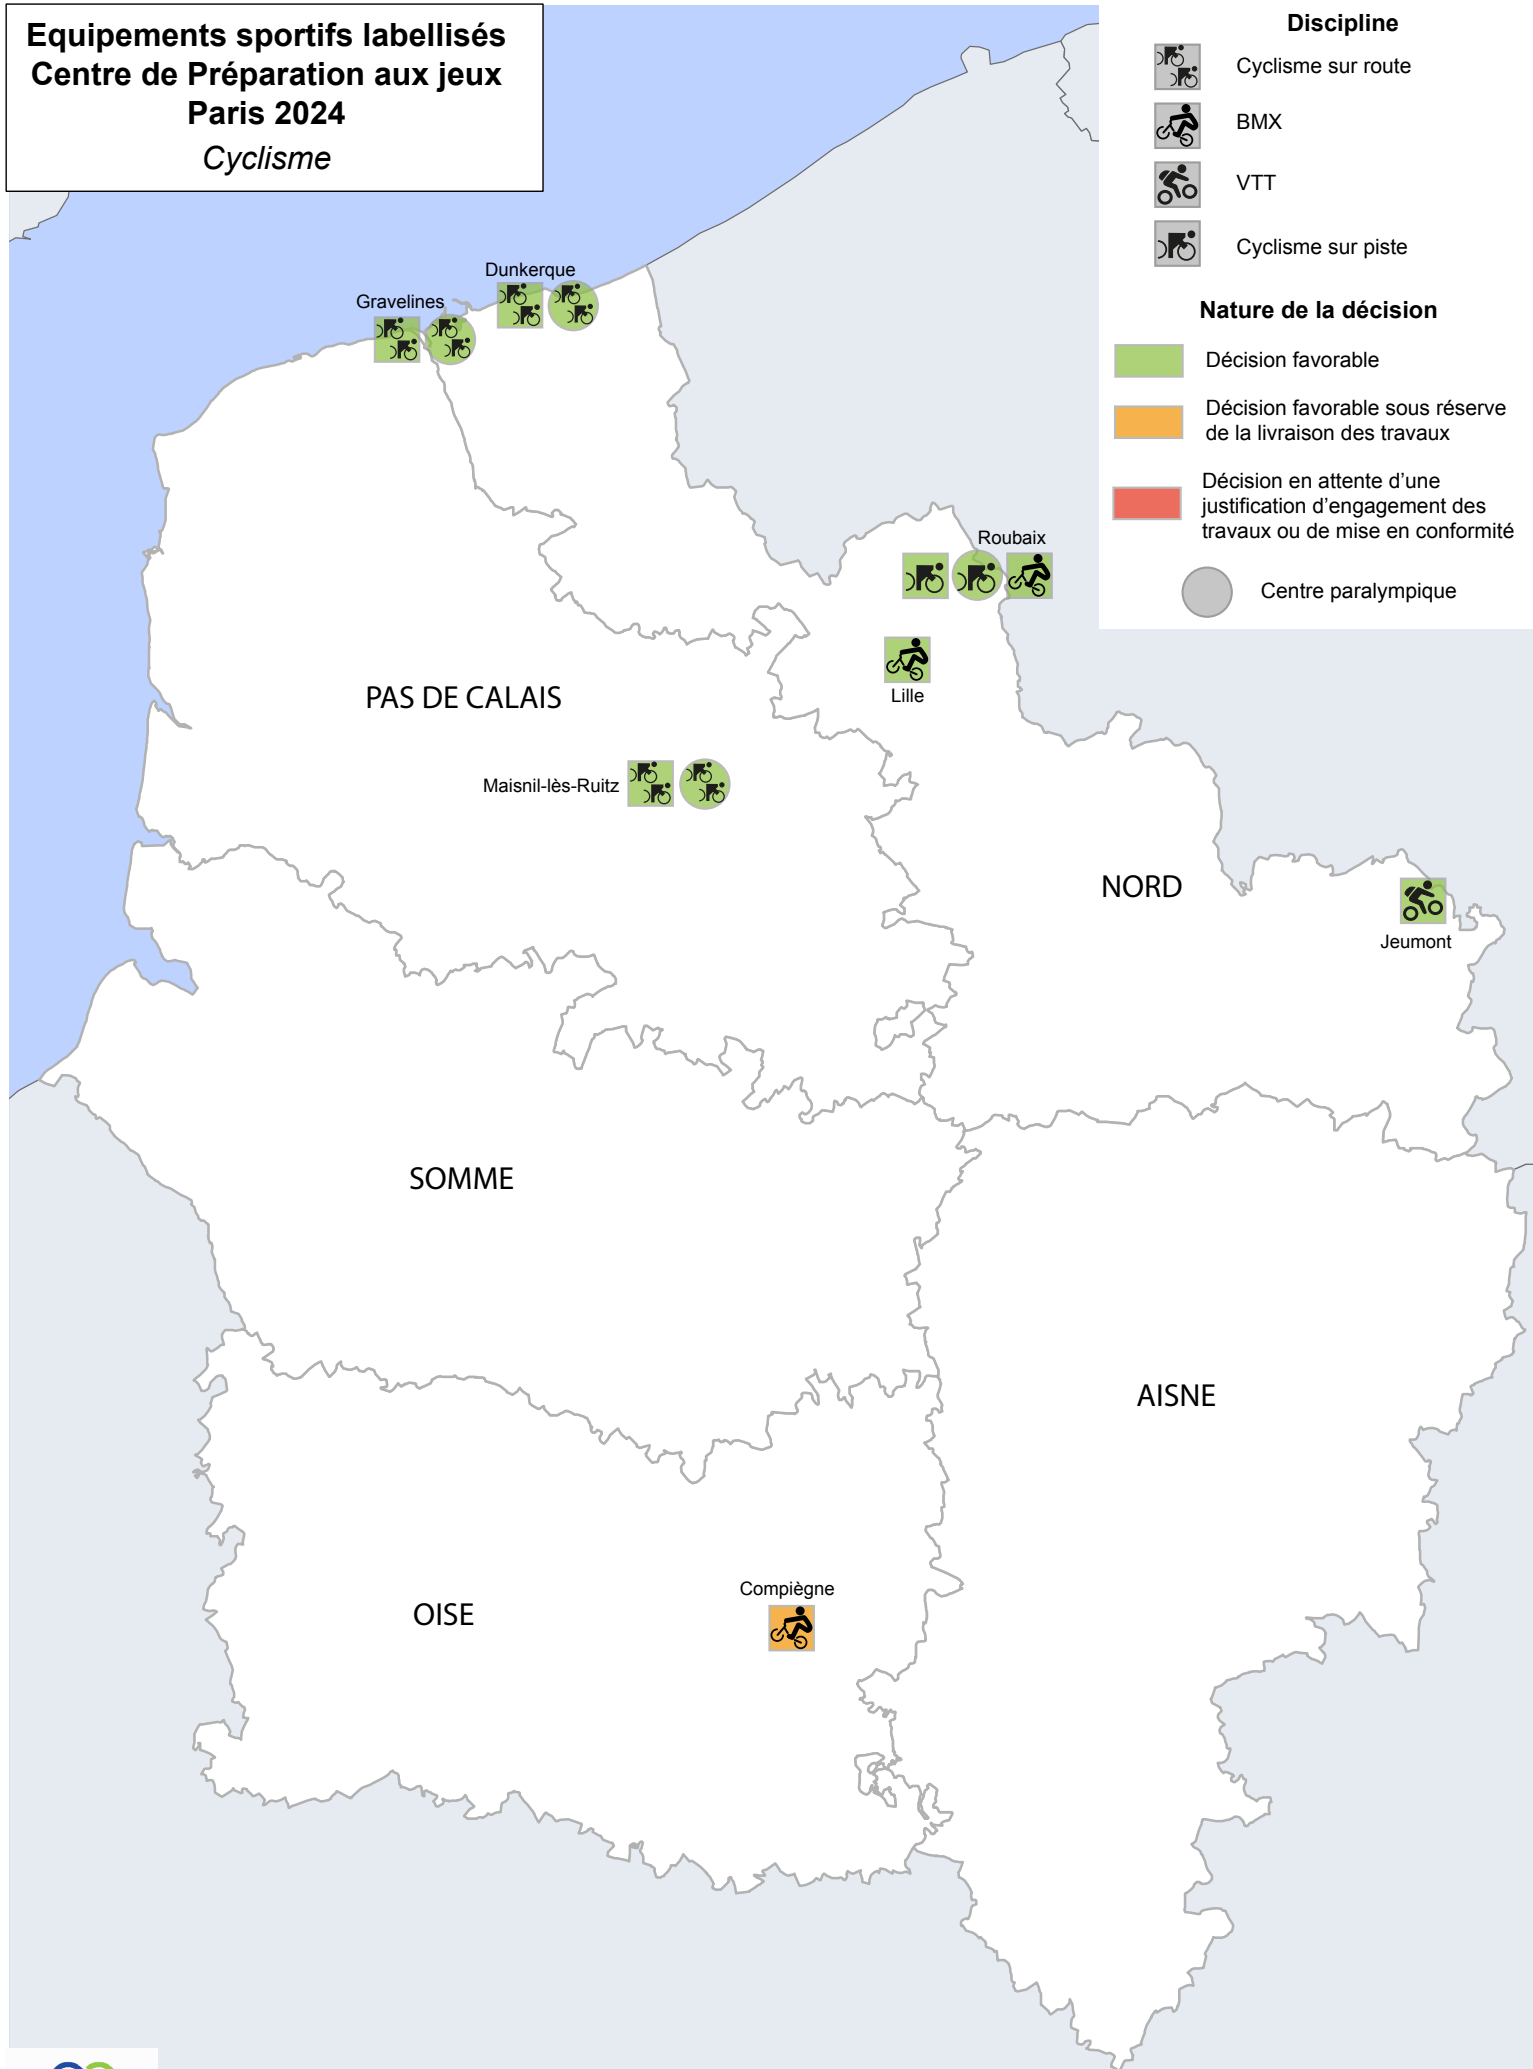 Equipements sportifs labellisés
Centre de Préparation aux jeux
Paris 2024
Cyclisme
Discipline
Cyclisme sur route
BMX
VTT
Cyclisme sur piste
Nature de la décision
Décision favorable
Décision favorable sous réserve
de la livraison des travaux
Décision en attente d'une
justification d'engagement des
travaux ou de mise en conformité
Centre paralympique
Dunkerque
Gravelines
Roubaix
Lille
PAS DE CALAIS
Maisnil-lès-Ruitz
NORD
Jeumont
SOMME
AISNE
Compiègne
OISE